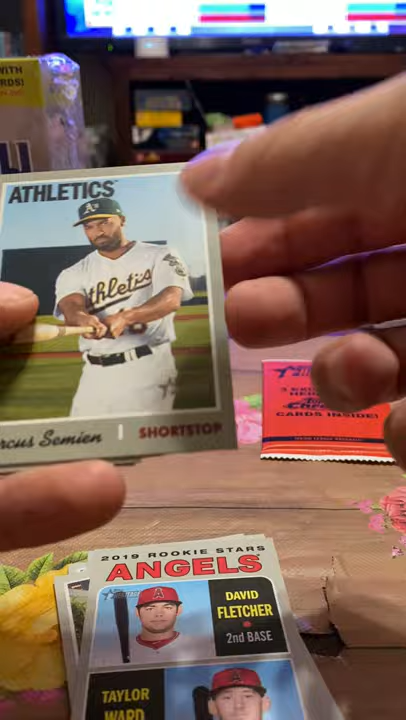 WITH
RDS!
ATHLETICS
Athletics
rcus Semien
SHORTSTOP
CARDS INSIDE!
2019 ROOKIE STARS
ANGELS
DAVID
FLETCHER
2nd BASE
TAYLOR
WARD